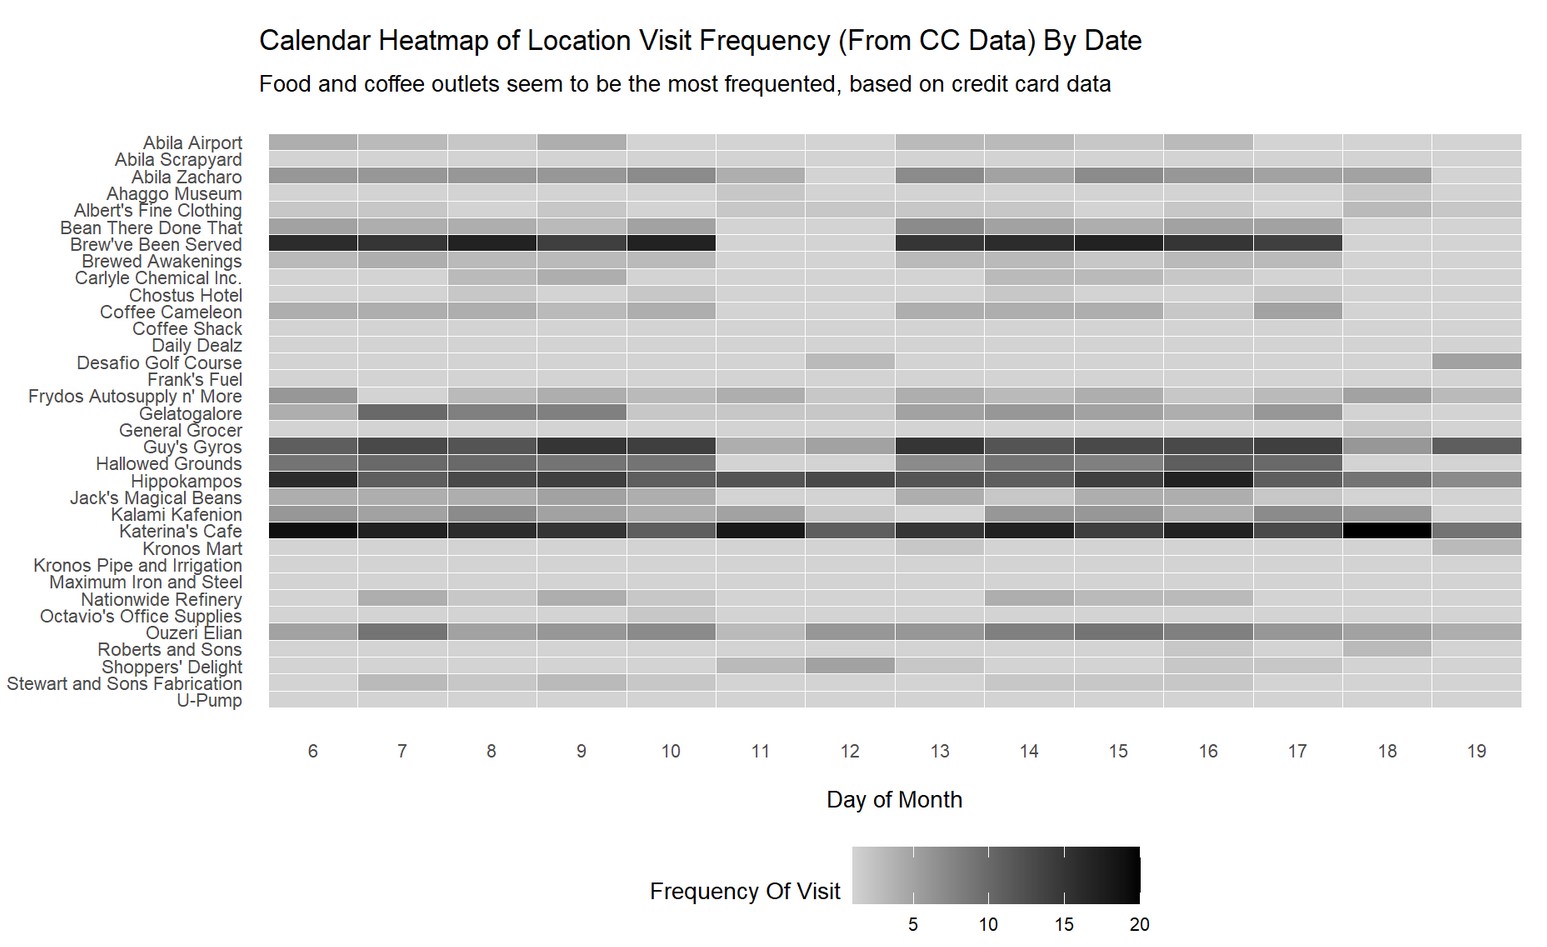 Calendar Heatmap of Location Visit Frequency (From CC Data) By Date
Food and coffee outlets seem to be the most frequented, based on credit card data
Abila Airport
Abila Scrapyard
Abila Zacharo
Ahaggo Museum
Albert's Fine Clothing
Bean There Done That
Brew've Been Served
Brewed Awakenings
Carlyle Chemical Inc.
Chostus Hotel
Coffee Cameleon
Coffee Shack
Daily Dealz
Desafio Golf Course
Frank's Fuel
Frydos Autosupply n' More
Gelatogalore
General Grocer
Guy's Gyros
Hallowed Grounds
Hippokampos
Jack's Magical Beans
Kalami Kafenion
Katerina's Cafe
Kronos Mart
Kronos Pipe and Irrigation
Maximum Iron and Steel
Nationwide Refinery
Octavio's Office Supplies
Ouzeri Elian
Roberts and Sons
Shoppers' Delight
Stewart and Sons Fabrication
U-Pump
6 7 8 9 10 11 12 13 14 15 16 17 18 19
Day of Month
Frequency Of Visit
5 10 15 20